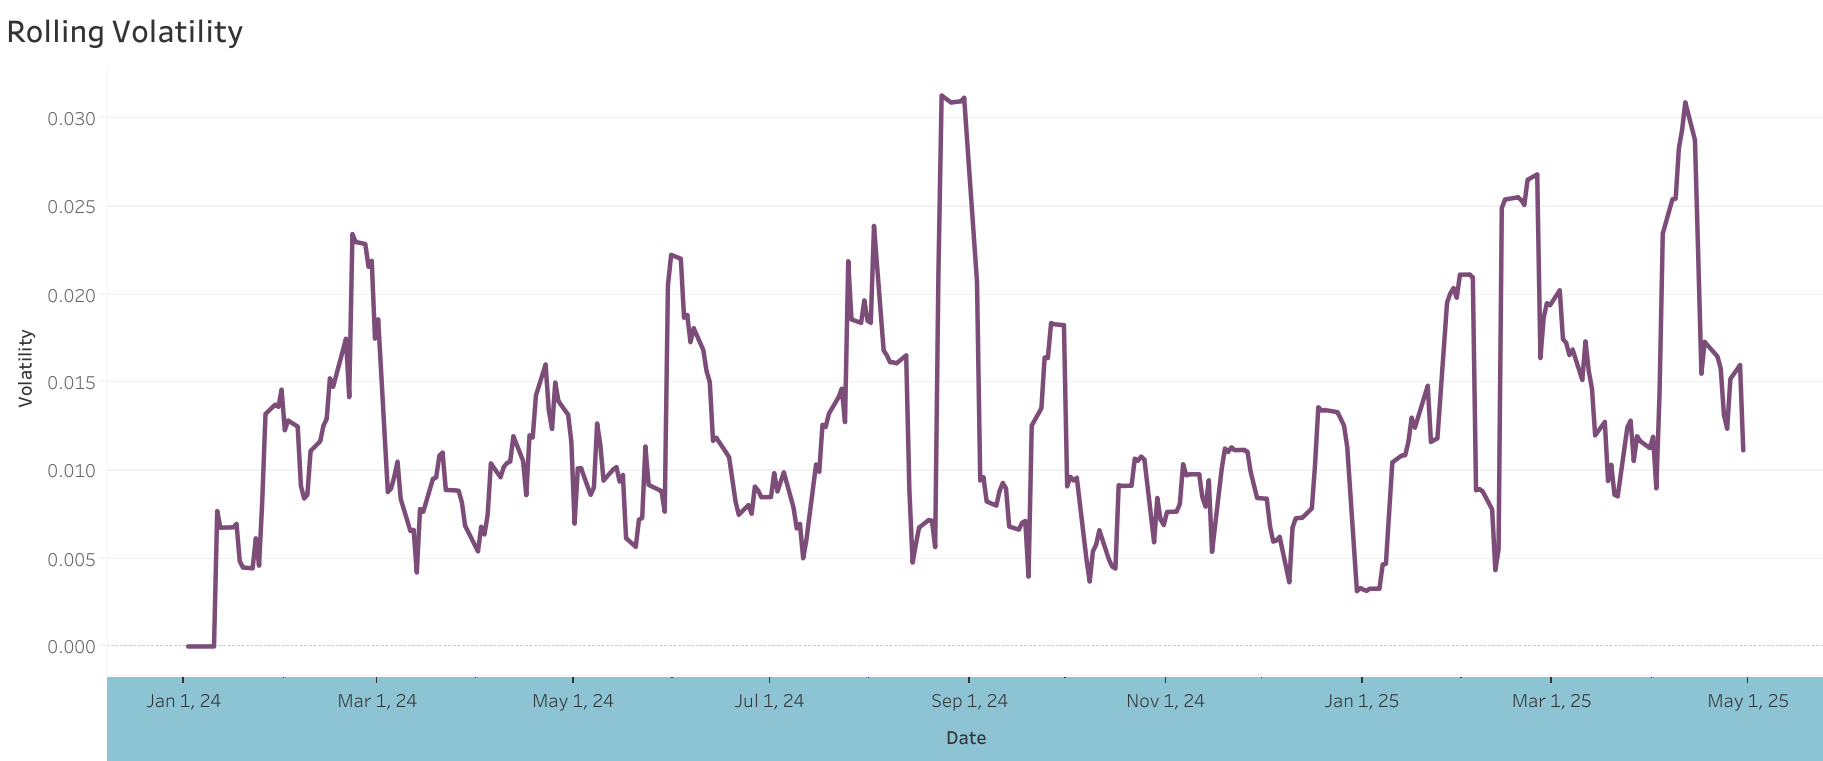 Rolling Volatility
0.030
0.025
0.020
0.015
0.010
0.005
0.000
Volatility
Jan 1, 24
Mar 1, 24
May 1, 24
Jul 1, 24
Sep 1, 24
Nov 1, 24
Jan 1, 25
Mar 1, 25
May 1, 25
Date